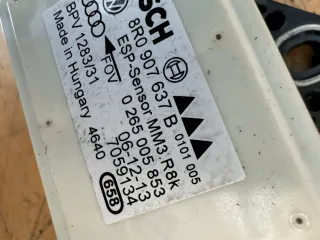 BOSCH
8R0 907 637 B 0101 005
ESP-Sensor MM3.R8k
FOV 0 265 005 853
BPV 1283/31 06-12-13
Made in Hungary 7059134
4640
658